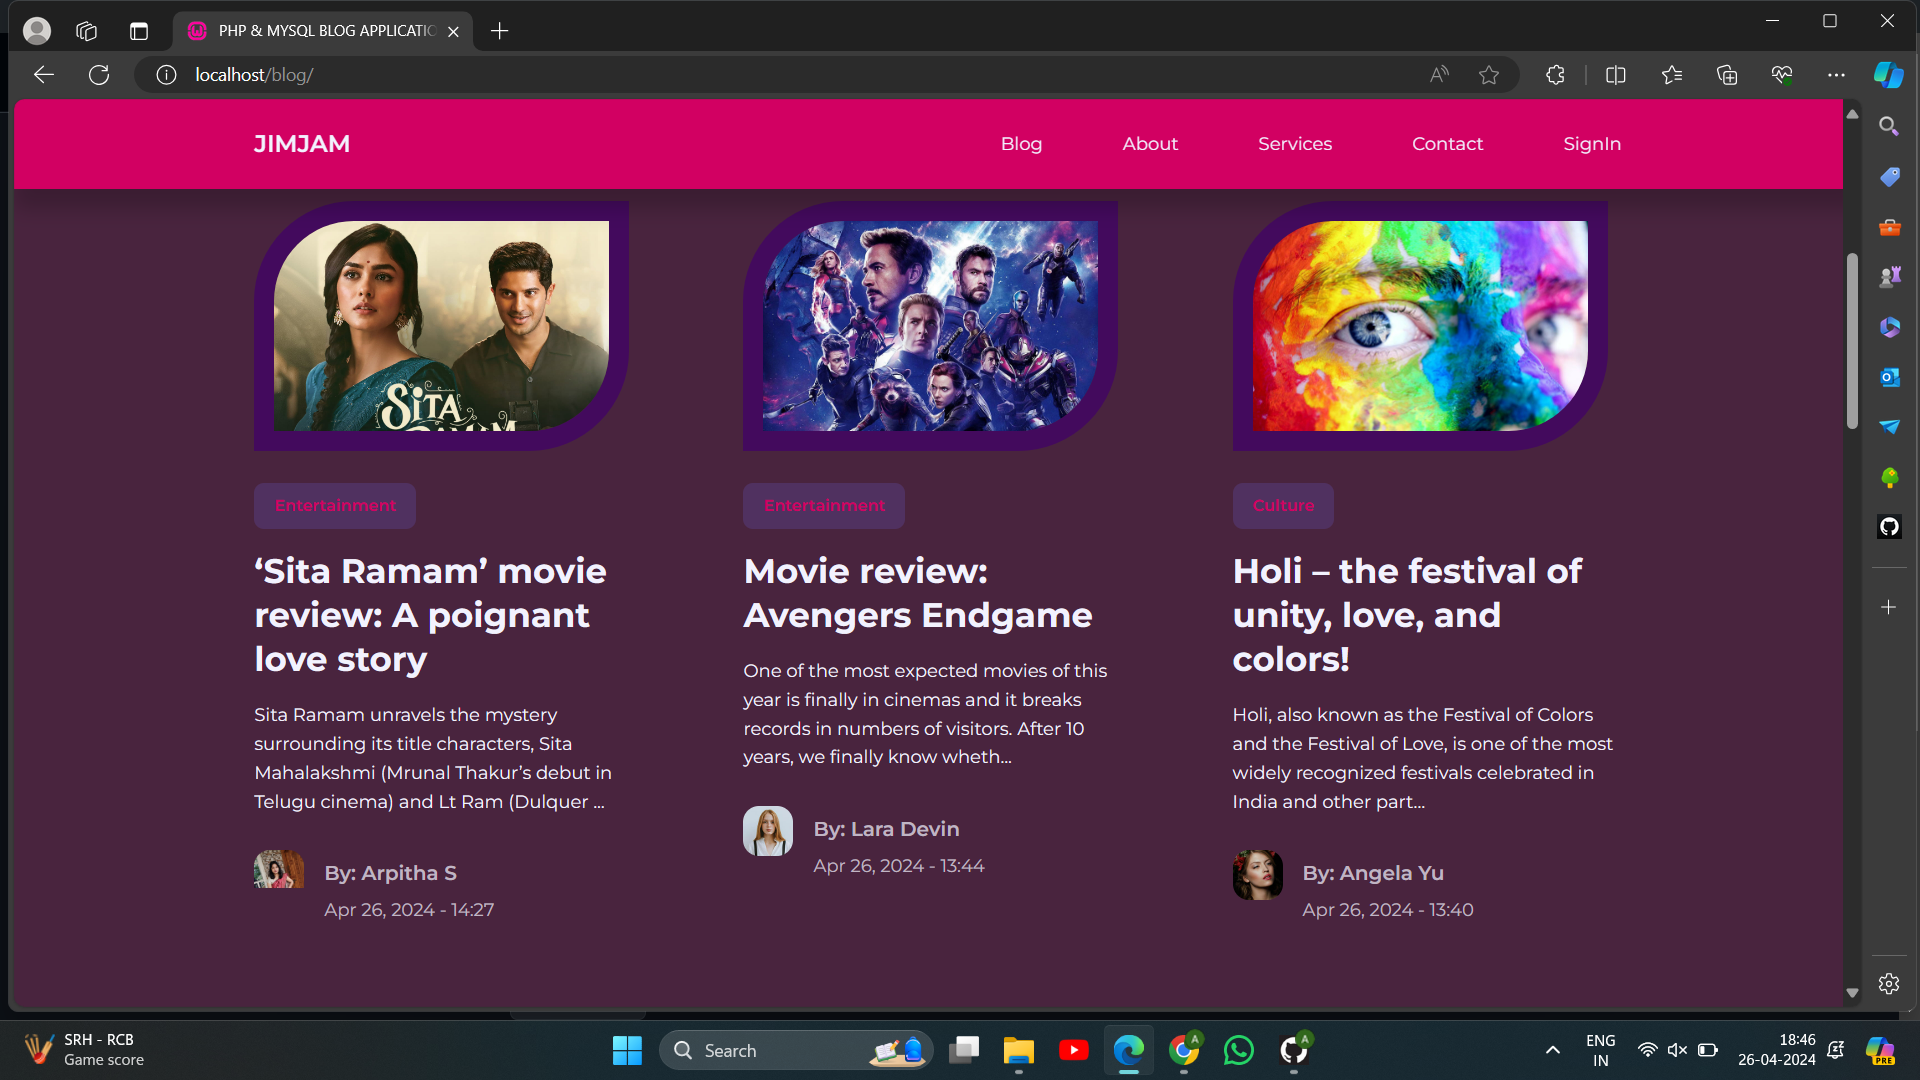 PHP & MYSQL BLOG APPLICATIO
localhost/blog/
JIMJAM
Blog
About
Services
Contact
SignIn
SiTA
Entertainment
‘Sita Ramam’ movie
review: A poignant
love story
Sita Ramam unravels the mystery
surrounding its title characters, Sita
Mahalakshmi (Mrunal Thakur’s debut in
Telugu cinema) and Lt Ram (Dulquer ...
By: Arpitha S
Apr 26, 2024 - 14:27
Entertainment
Movie review:
Avengers Endgame
One of the most expected movies of this
year is finally in cinemas and it breaks
records in numbers of visitors. After 10
years, we finally know wheth...
By: Lara Devin
Apr 26, 2024 - 13:44
Culture
Holi – the festival of
unity, love, and
colors!
Holi, also known as the Festival of Colors
and the Festival of Love, is one of the most
widely recognized festivals celebrated in
India and other part...
By: Angela Yu
Apr 26, 2024 - 13:40
SRH - RCB
Game score
Search
A
A
ENG
IN
18:46
26-04-2024
PRE